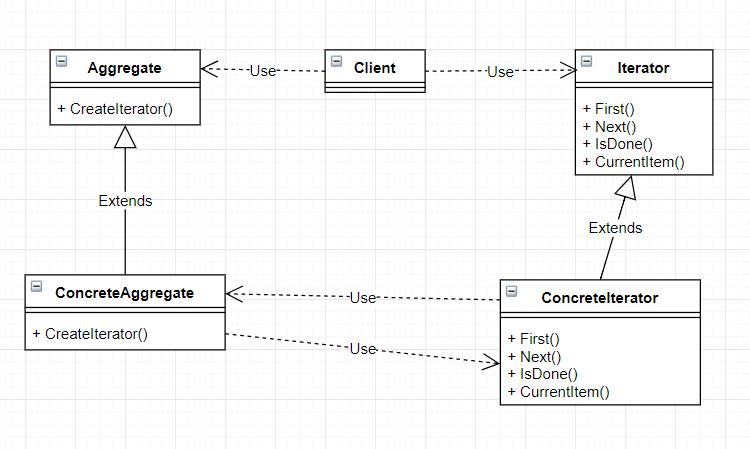 Aggregate
+ CreateIterator()
Use
Client
Use
Iterator
+ First()
+ Next()
+ IsDone()
+ CurrentItem()
Extends
Extends
ConcreteAggregate
+ CreateIterator()
Use
Use
ConcreteIterator
+ First()
+ Next()
+ IsDone()
+ CurrentItem()